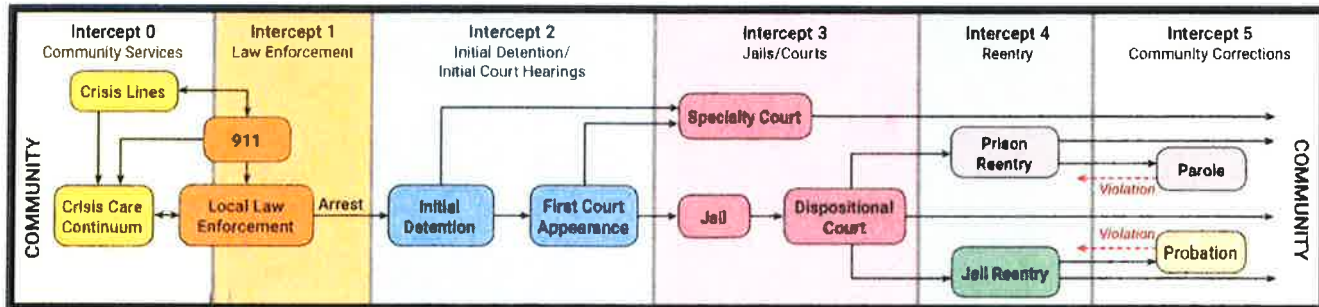 Intercept 0
Community Services
Intercept 1
Law Enforcement
Intercept 2
Initial Detention/
Initial Court Hearings
Intercept 3
Jails/Courts
Intercept 4
Reentry
Intercept 5
Community Corrections
COMMUNITY
Crisis Lines
911
Crisis Care
Continuum
Local Law
Enforcement
Arrest
Initial
Detention
First Court
Appearance
Specialty Court
Jail
Dispositional
Court
Prison
Reentry
Violation
Parole
Violation
Probation
Jail Reentry
COMMUNITY